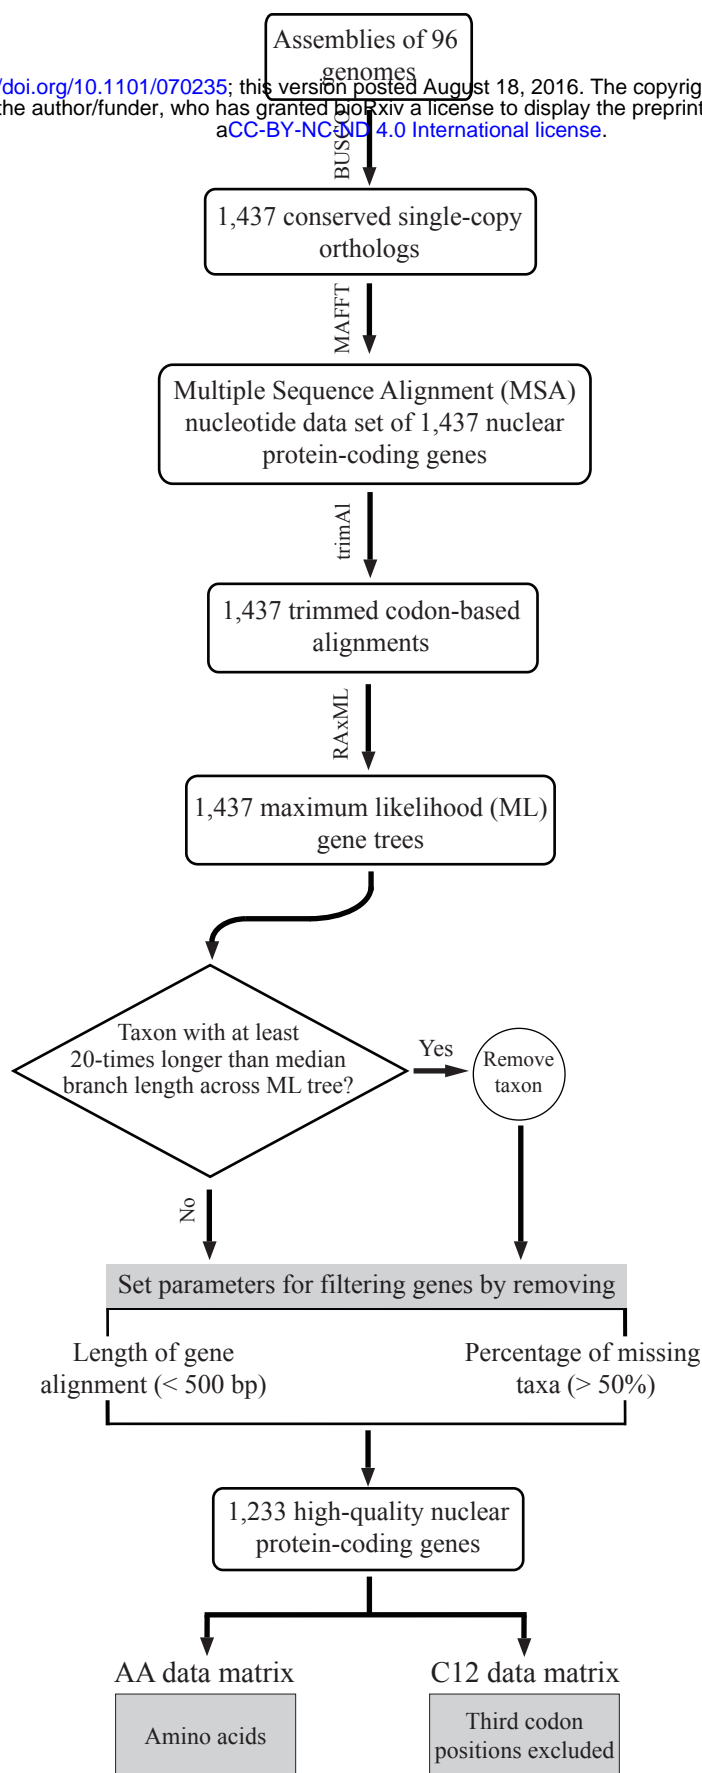 Assemblies of 96
genomes
/doi.org/10.1101/070235; this version posted August 18, 2016. The copyrig
the author/funder, who has granted bioRxiv a license to display the preprint
aCC-BY-NC-ND 4.0 International license.
BUSCO
1,437 conserved single-copy
orthologs
MAFFT
Multiple Sequence Alignment (MSA)
nucleotide data set of 1,437 nuclear
protein-coding genes
trimAl
1,437 trimmed codon-based
alignments
RAxML
1,437 maximum likelihood (ML)
gene trees
Taxon with at least
20-times longer than median
branch length across ML tree?
Yes
Remove
taxon
No
Set parameters for filtering genes by removing
Length of gene
alignment (< 500 bp)
Percentage of missing
taxa (> 50%)
1,233 high-quality nuclear
protein-coding genes
AA data matrix
Amino acids
C12 data matrix
Third codon
positions excluded